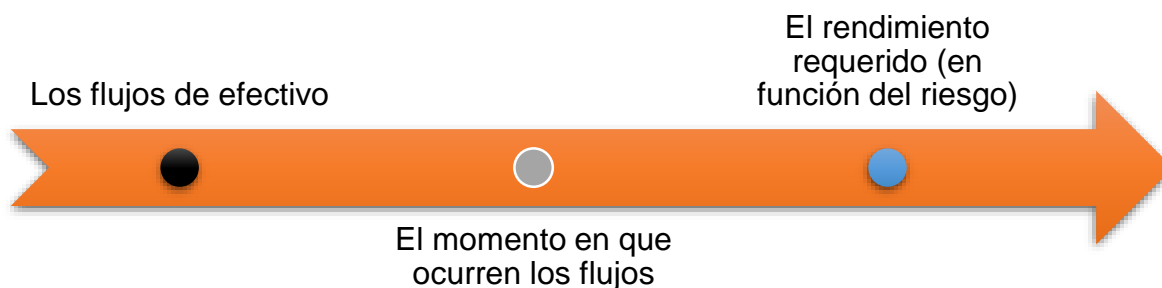 Los flujos de efectivo
El momento en que
ocurren los flujos
El rendimiento
requerido (en
función del riesgo)